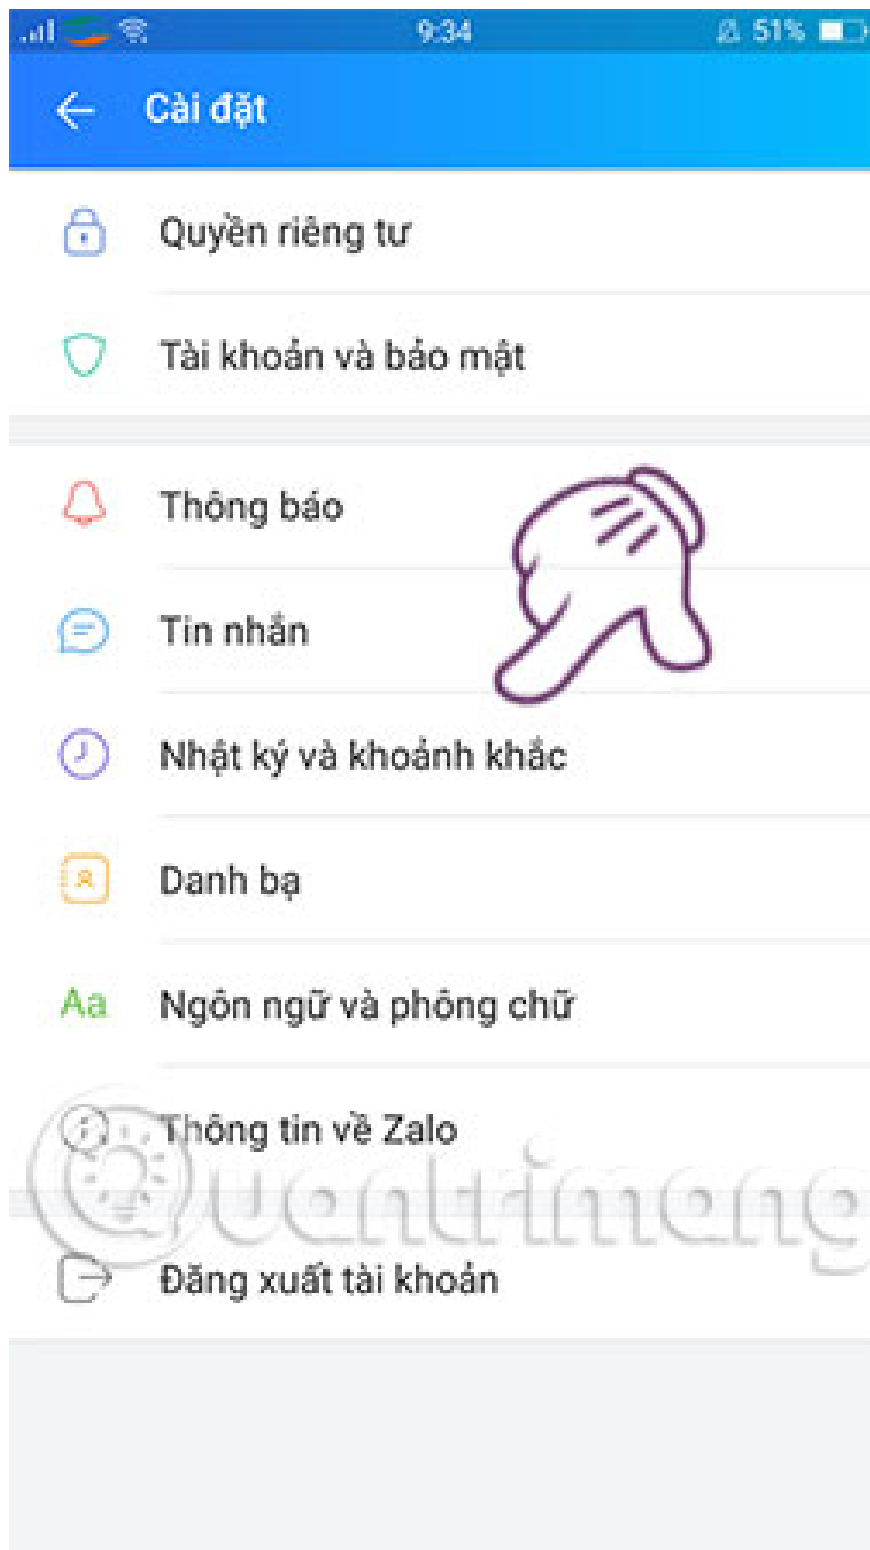 9:34
51%
Cài đặt
Quyền riêng tư
Tài khoản và bảo mật
Thông báo
Tin nhắn
Nhật ký và khoảnh khắc
Danh bạ
Aa Ngôn ngữ và phông chữ
Thông tin về Zalo
Quantrimang
Đăng xuất tài khoản